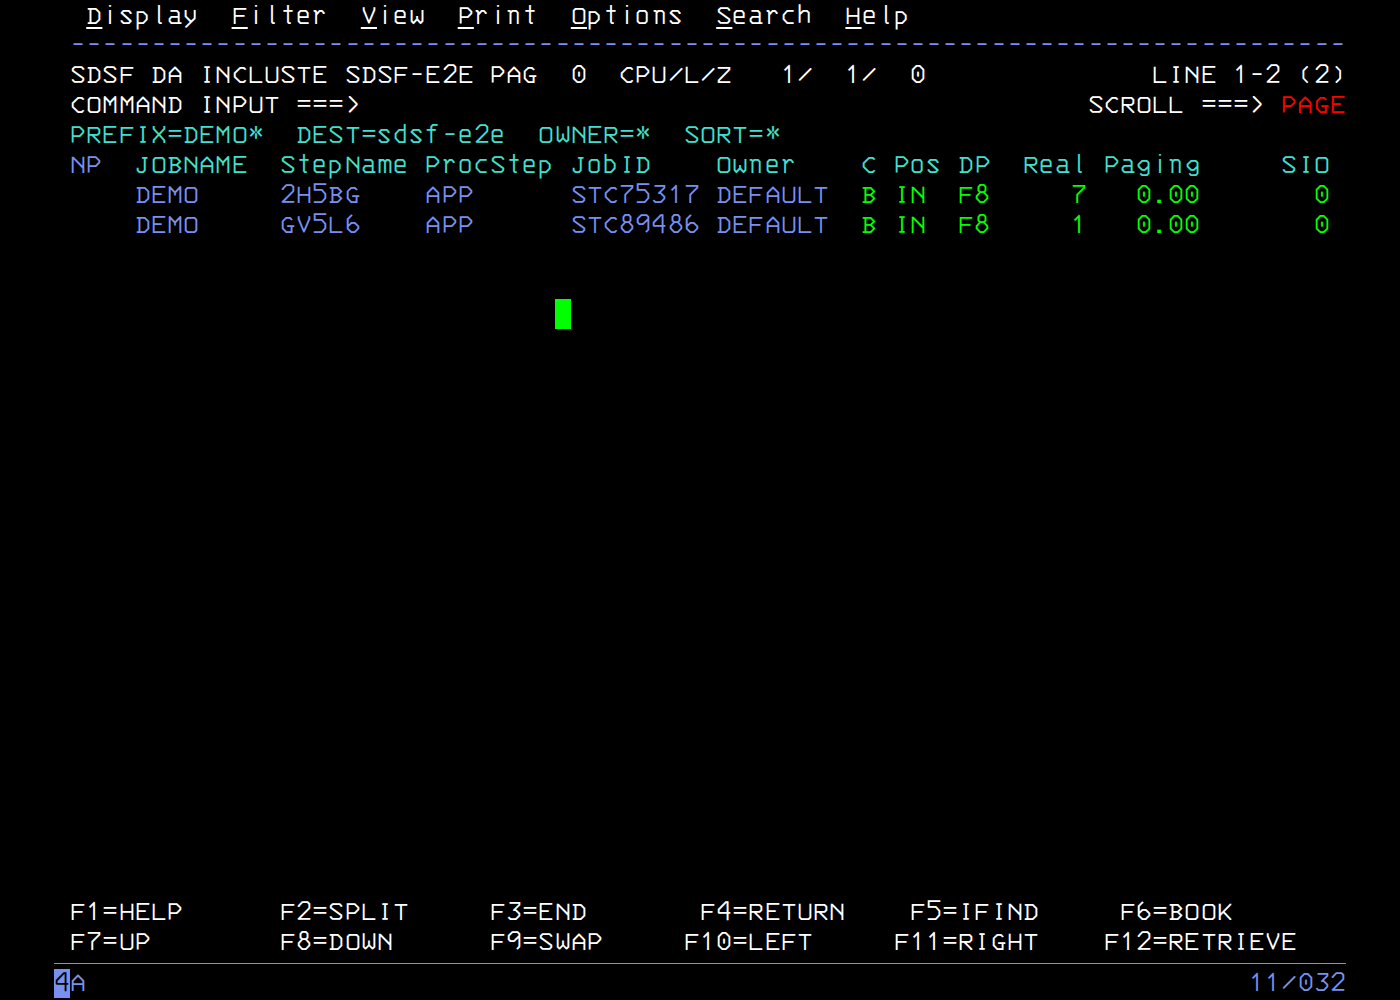 Display  Filter  View  Print  Options  Search  Help
-------------------------------------------------------------------------------
SDSF DA INCLUSTE SDSF-E2E PAG  0  CPU/L/Z   1/  1/  0              LINE 1-2 (2)
COMMAND INPUT ===>                                             SCROLL ===> PAGE
PREFIX=DEMO*  DEST=sdsf-e2e  OWNER=*  SORT=*
NP  JOBNAME  StepName ProcStep JobID    Owner    C Pos DP  Real Paging     SIO
DEMO     2H5BG    APP      STC75317 DEFAULT  B IN  F8     7   0.00       0
DEMO     GV5L6    APP      STC89486 DEFAULT  B IN  F8     1   0.00       0
F1=HELP      F2=SPLIT     F3=END       F4=RETURN    F5=IFIND     F6=BOOK
F7=UP        F8=DOWN      F9=SWAP     F10=LEFT     F11=RIGHT    F12=RETRIEVE
4A                                                                       11/032